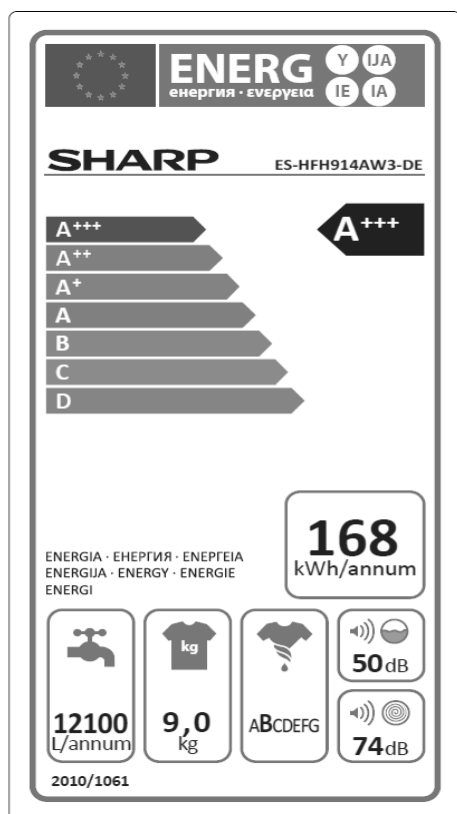 ENERG
енергия · ενεργεια
Y IJA
IE IA
SHARP
ES-HFH914AW3-DE
A+++
A+++
A++
A+
A
B
C
D
168
kWh/annum
ENERGIA · ЕНЕРГИЯ · ΕΝΕΡΓΕΙΑ
ENERGIJA · ENERGY · ENERGIE
ENERGI
12100
L/annum
kg
9,0
kg
ABCDEFG
50dB
74dB
2010/1061